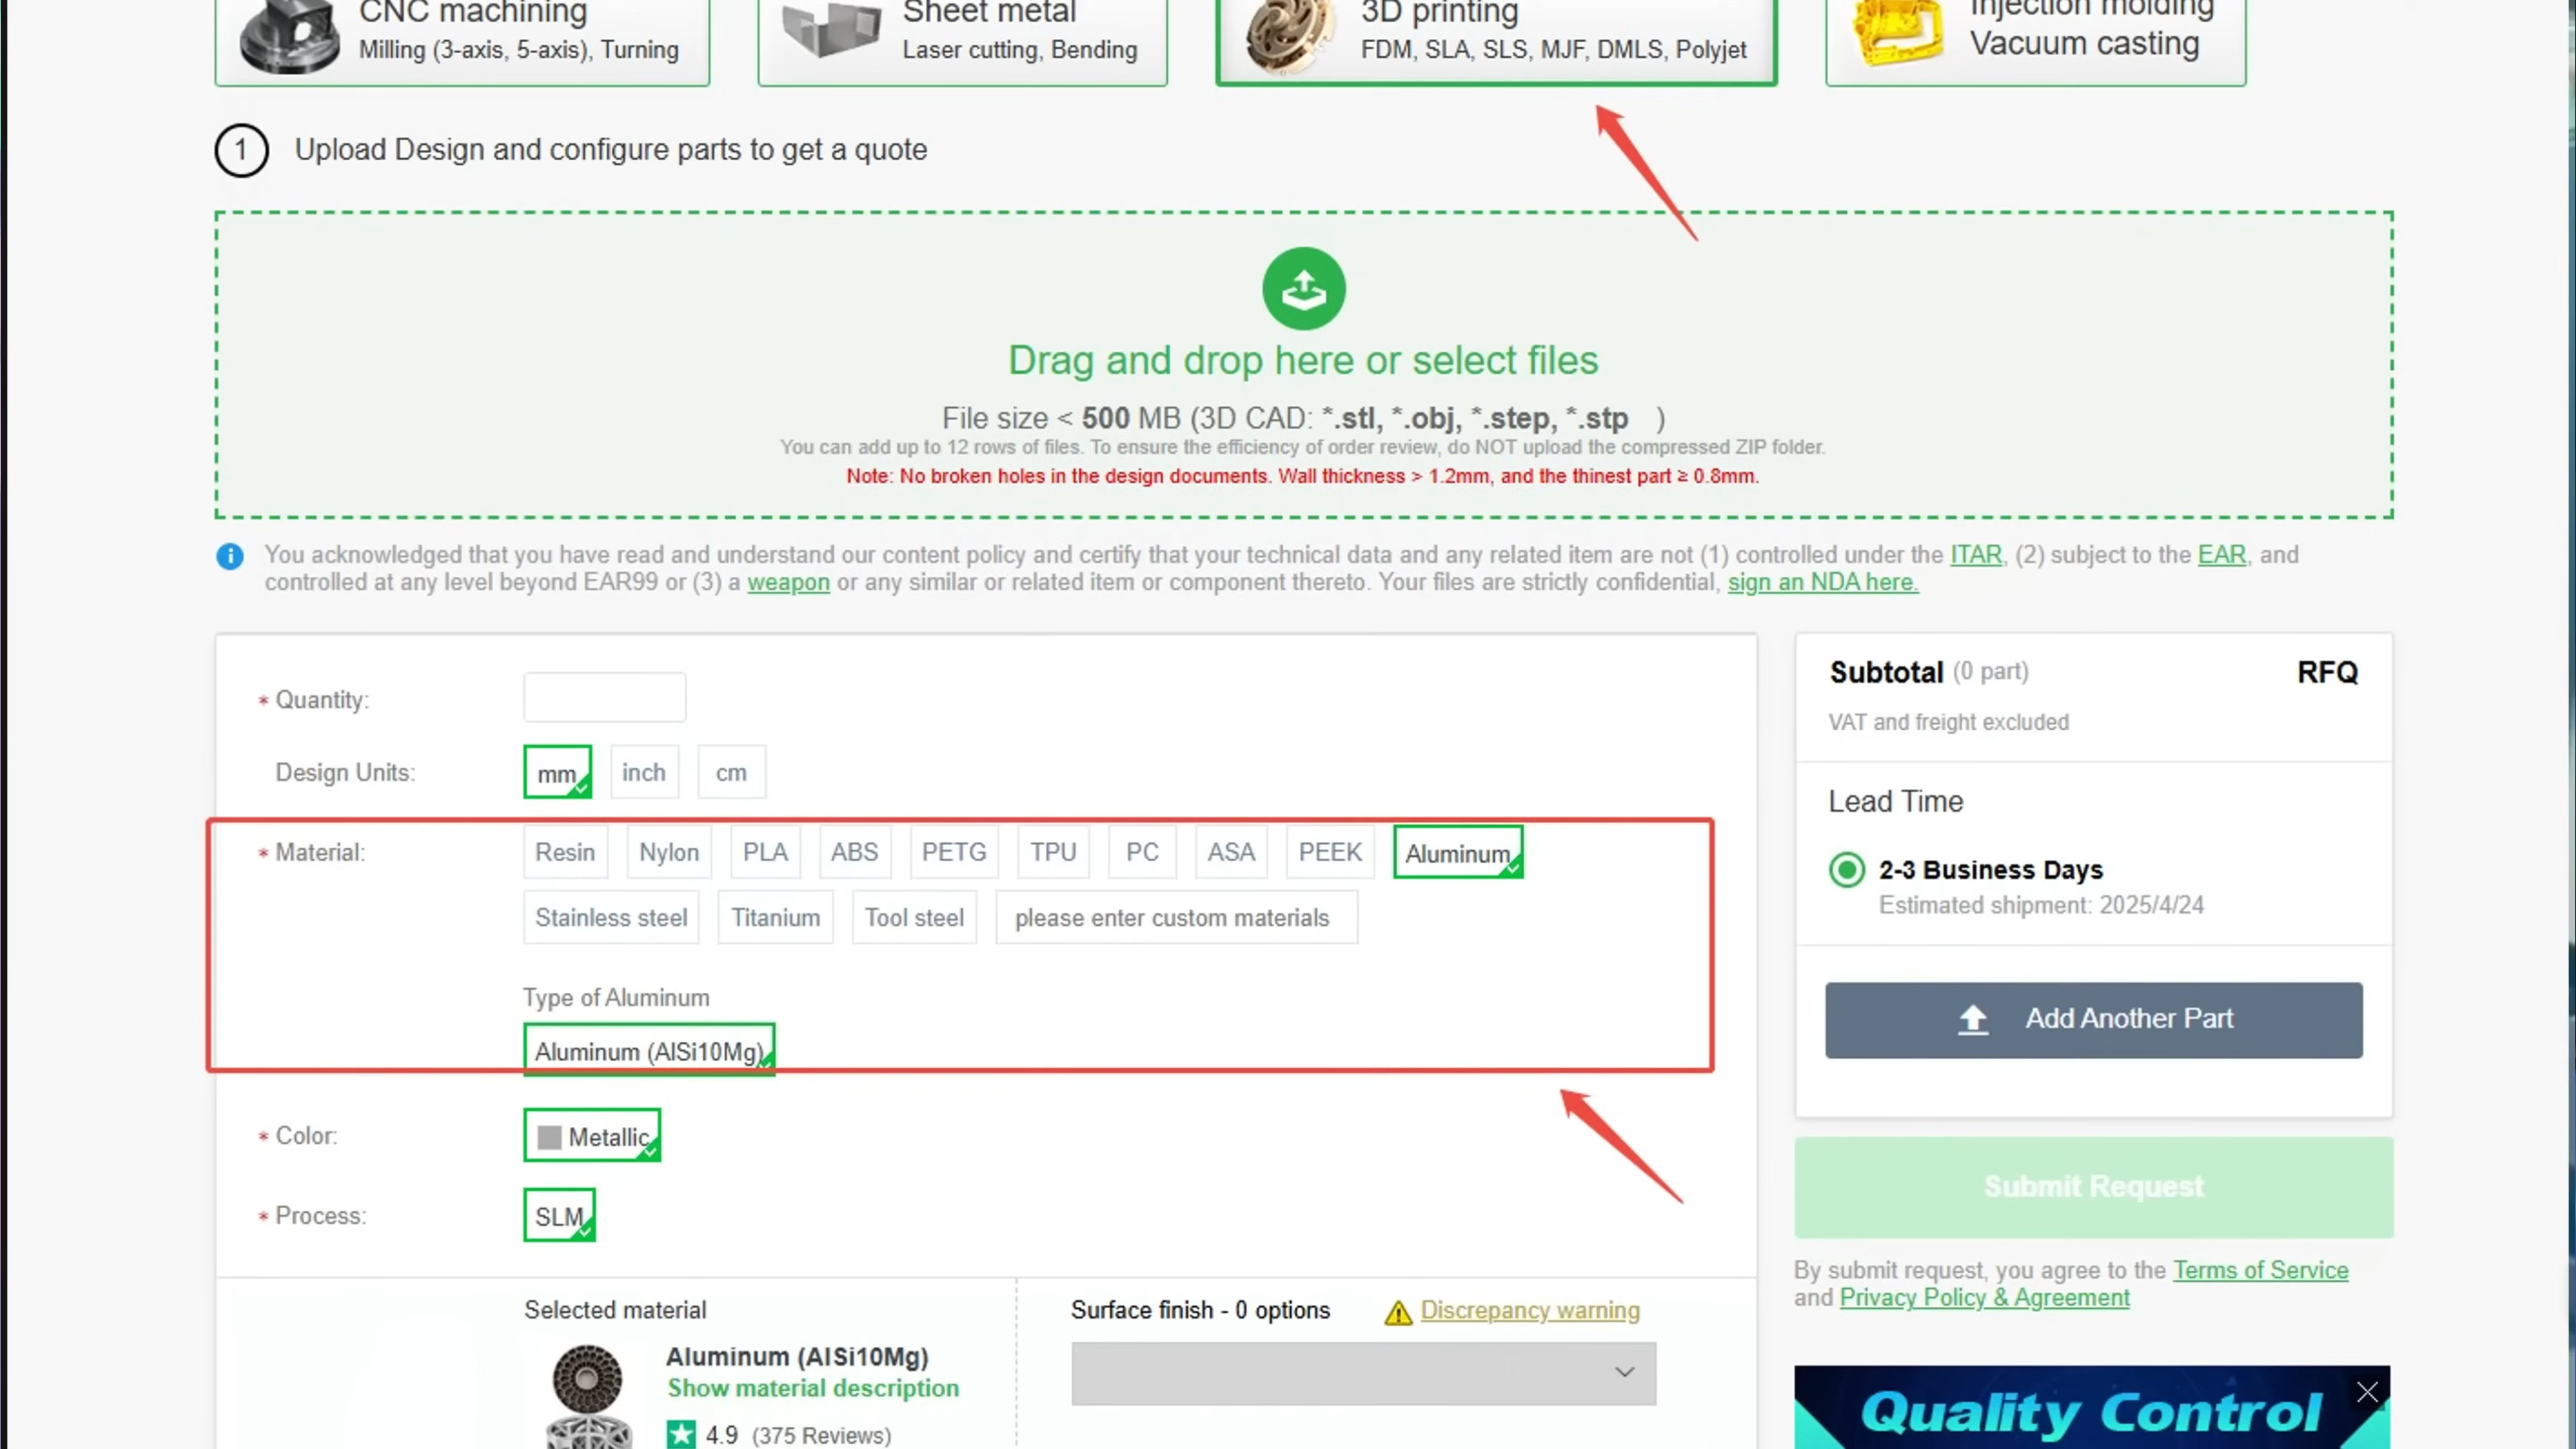 CNC machining
Milling (3-axis, 5-axis), Turning
Sheet metal
Laser cutting, Bending
3D printing
FDM, SLA, SLS, MJF, DMLS, Polyjet
Injection molding
Vacuum casting
1 Upload Design and configure parts to get a quote
Drag and drop here or select files
File size < 500 MB (3D CAD: *.stl, *.obj, *.step, *.stp )
You can add up to 12 rows of files. To ensure the efficiency of order review, do NOT upload the compressed ZIP folder.
Note: No broken holes in the design documents. Wall thickness > 1.2mm, and the thinest part ≥ 0.8mm.
You acknowledged that you have read and understand our content policy and certify that your technical data and any related item are not (1) controlled under the ITAR, (2) subject to the EAR, and
controlled at any level beyond EAR99 or (3) a weapon or any similar or related item or component thereto. Your files are strictly confidential, sign an NDA here.
* Quantity:
Design Units: mm inch cm
* Material: Resin Nylon PLA ABS PETG TPU PC ASA PEEK Aluminum
Stainless steel Titanium Tool steel please enter custom materials
Type of Aluminum
Aluminum (AlSi10Mg)
* Color: Metallic
* Process: SLM
Selected material
Aluminum (AlSi10Mg)
Show material description
4.9 (375 Reviews)
Surface finish - 0 options Discrepancy warning
Subtotal (0 part) RFQ
VAT and freight excluded
Lead Time
2-3 Business Days
Estimated shipment: 2025/4/24
Add Another Part
Submit Request
By submit request, you agree to the Terms of Service
and Privacy Policy & Agreement
Quality Control